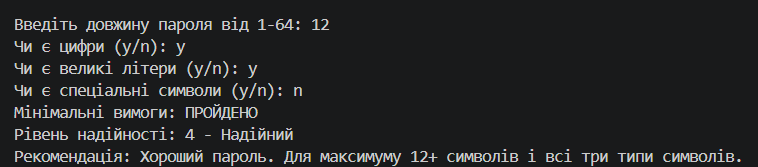 Введіть довжину пароля від 1-64: 12
Чи є цифри (y/n): y
Чи є великі літери (y/n): y
Чи є спеціальні символи (y/n): n
Мінімальні вимоги: ПРОЙДЕНО
Рівень надійності: 4 - Надійний
Рекомендація: Хороший пароль. Для максимуму 12+ символів і всі три типи символів.